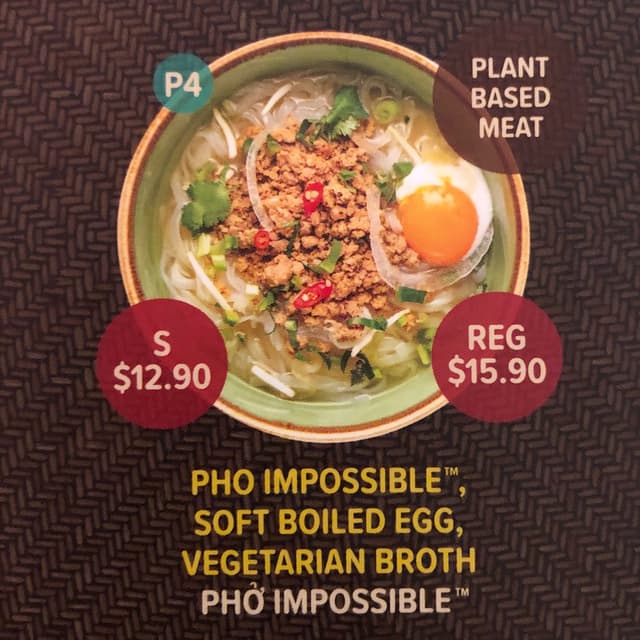 P4
PLANT
BASED
MEAT
S
$12.90
REG
$15.90
PHO IMPOSSIBLE™,
SOFT BOILED EGG,
VEGETARIAN BROTH
PHỞ IMPOSSIBLE™